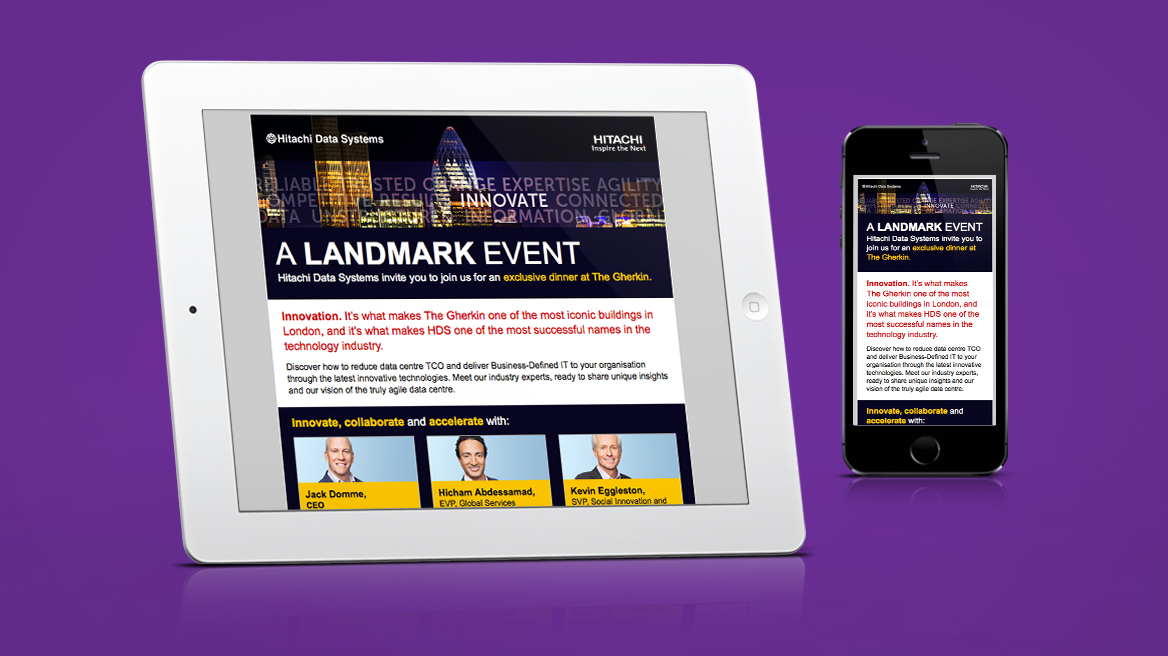 Hitachi Data Systems
HITACHI
Inspire the Next
EXPERTISE AGILITY
INNOVATE CONNECTED
DATA
INFORMATION
A LANDMARK EVENT
Hitachi Data Systems invite you to join us for an exclusive dinner at The Gherkin.
Innovation. It's what makes The Gherkin one of the most iconic buildings in
London, and it's what makes HDS one of the most successful names in the
technology industry.
Discover how to reduce data centre TCO and deliver Business-Defined IT to your organisation
through the latest innovative technologies. Meet our industry experts, ready to share unique insights
and our vision of the truly agile data centre.
Innovate, collaborate and accelerate with:
Jack Domme,
CEO
Hicham Abdessamad,
EVP, Global Services
Kevin Eggleston,
SVP, Social Innovation and
Hitachi Data Systems
HITACHI
EXPERTISE AGILITY
INNOVATE CONNECTED
DATA
INFORMATION
A LANDMARK EVENT
Hitachi Data Systems invite you to
join us for an exclusive dinner at
The Gherkin.
Innovation. It's what makes
The Gherkin one of the most
iconic buildings in London, and
it's what makes HDS one of the
most successful names in the
technology industry.
Discover how to reduce data centre TCO
and deliver Business-Defined IT to your
organisation through the latest innovative
technologies. Meet our industry experts,
ready to share unique insights and our
vision of the truly agile data centre.
Innovate, collaborate and
accelerate with: